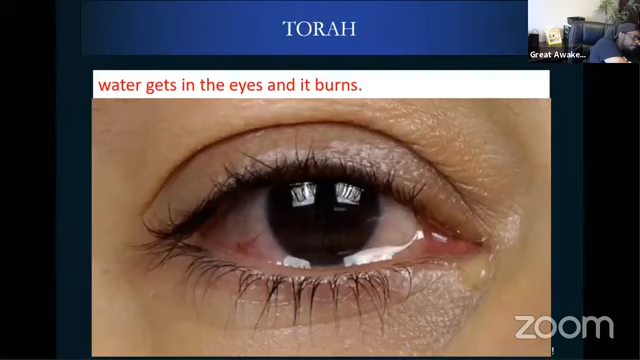 TORAH
Great Awake...
water gets in the eyes and it burns.
zoom
!